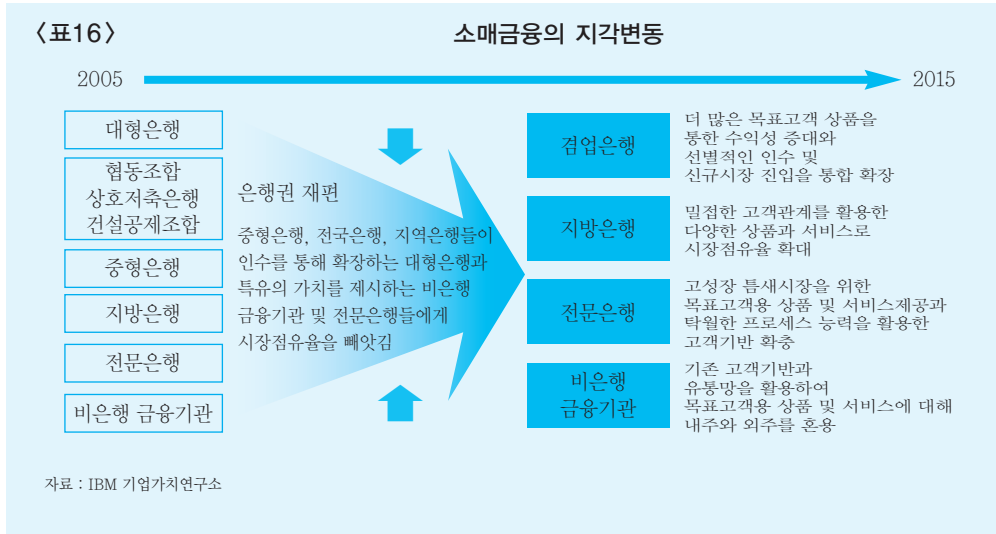 〈표16〉
소매금융의 지각변동
2005
2015
대형은행
협동조합
상호저축은행
건설공제조합
중형은행
지방은행
전문은행
비은행 금융기관
은행권 재편
중형은행, 전국은행, 지역은행들이
인수를 통해 확장하는 대형은행과
특유의 가치를 제시하는 비은행
금융기관 및 전문은행들에게
시장점유율을 빼앗김
겸업은행
더 많은 목표고객 상품을
통한 수익성 증대와
선별적인 인수 및
신규시장 진입을 통합 확장
지방은행
밀접한 고객관계를 활용한
다양한 상품과 서비스로
시장점유율 확대
전문은행
고성장 틈새시장을 위한
목표고객용 상품 및 서비스제공과
탁월한 프로세스 능력을 활용한
고객기반 확충
비은행
금융기관
기존 고객기반과
유통망을 활용하여
목표고객용 상품 및 서비스에 대해
내주와 외주를 혼용
자료 : IBM 기업가치연구소